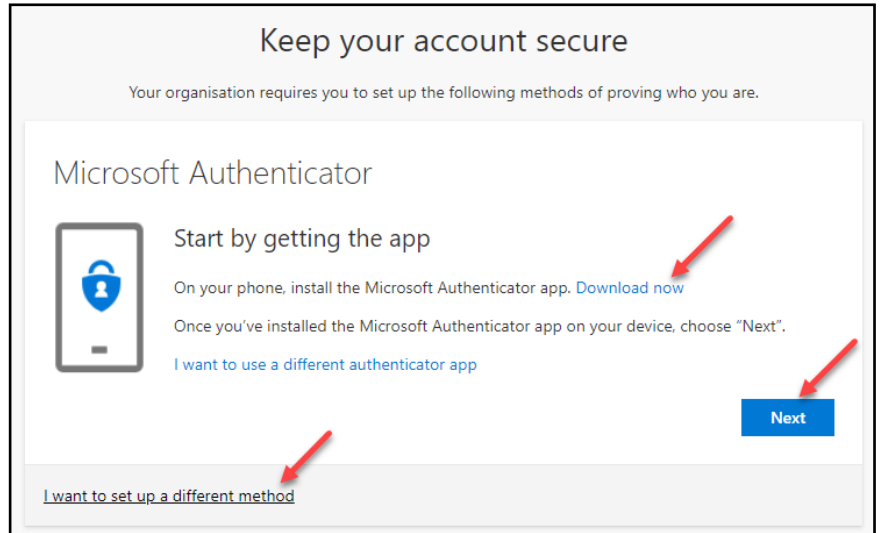 Keep your account secure
Your organisation requires you to set up the following methods of proving who you are.
Microsoft Authenticator
Start by getting the app
On your phone, install the Microsoft Authenticator app. Download now
Once you've installed the Microsoft Authenticator app on your device, choose “Next”.
I want to use a different authenticator app
Next
I want to set up a different method